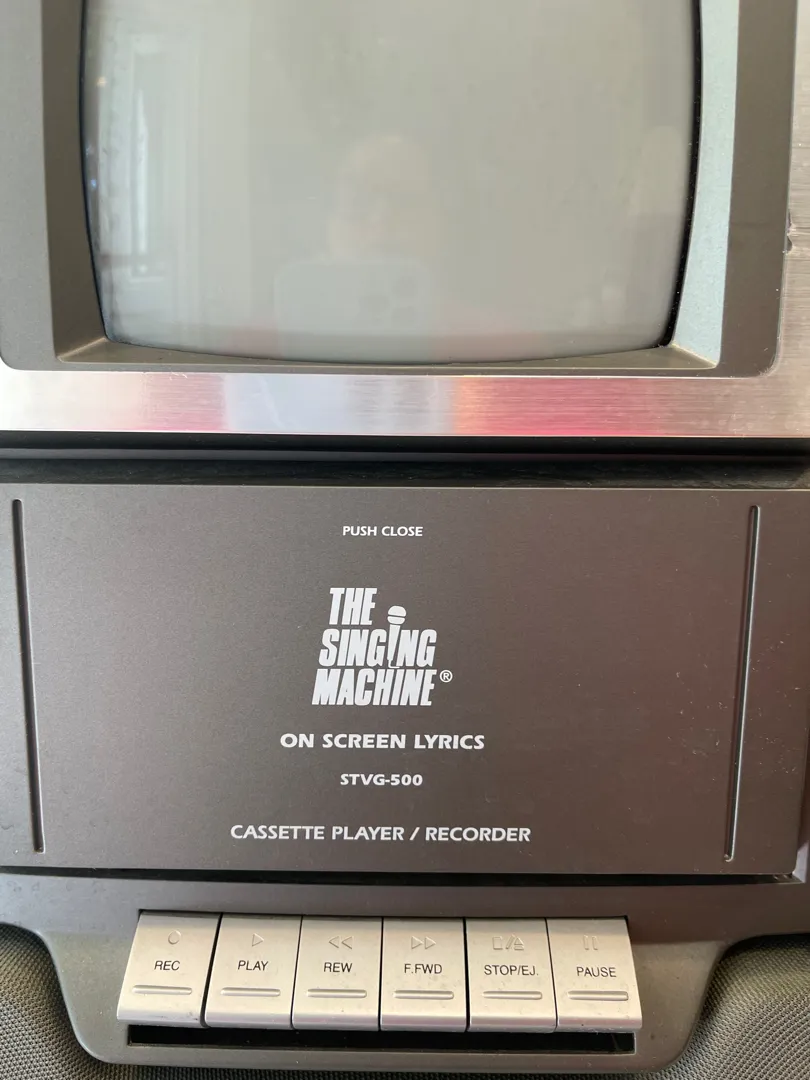 PUSH CLOSE
THE
SINGING
MACHINE®
ON SCREEN LYRICS
STVG-500
CASSETTE PLAYER / RECORDER
REC
PLAY
REW
F.FWD
STOP/EJ.
PAUSE